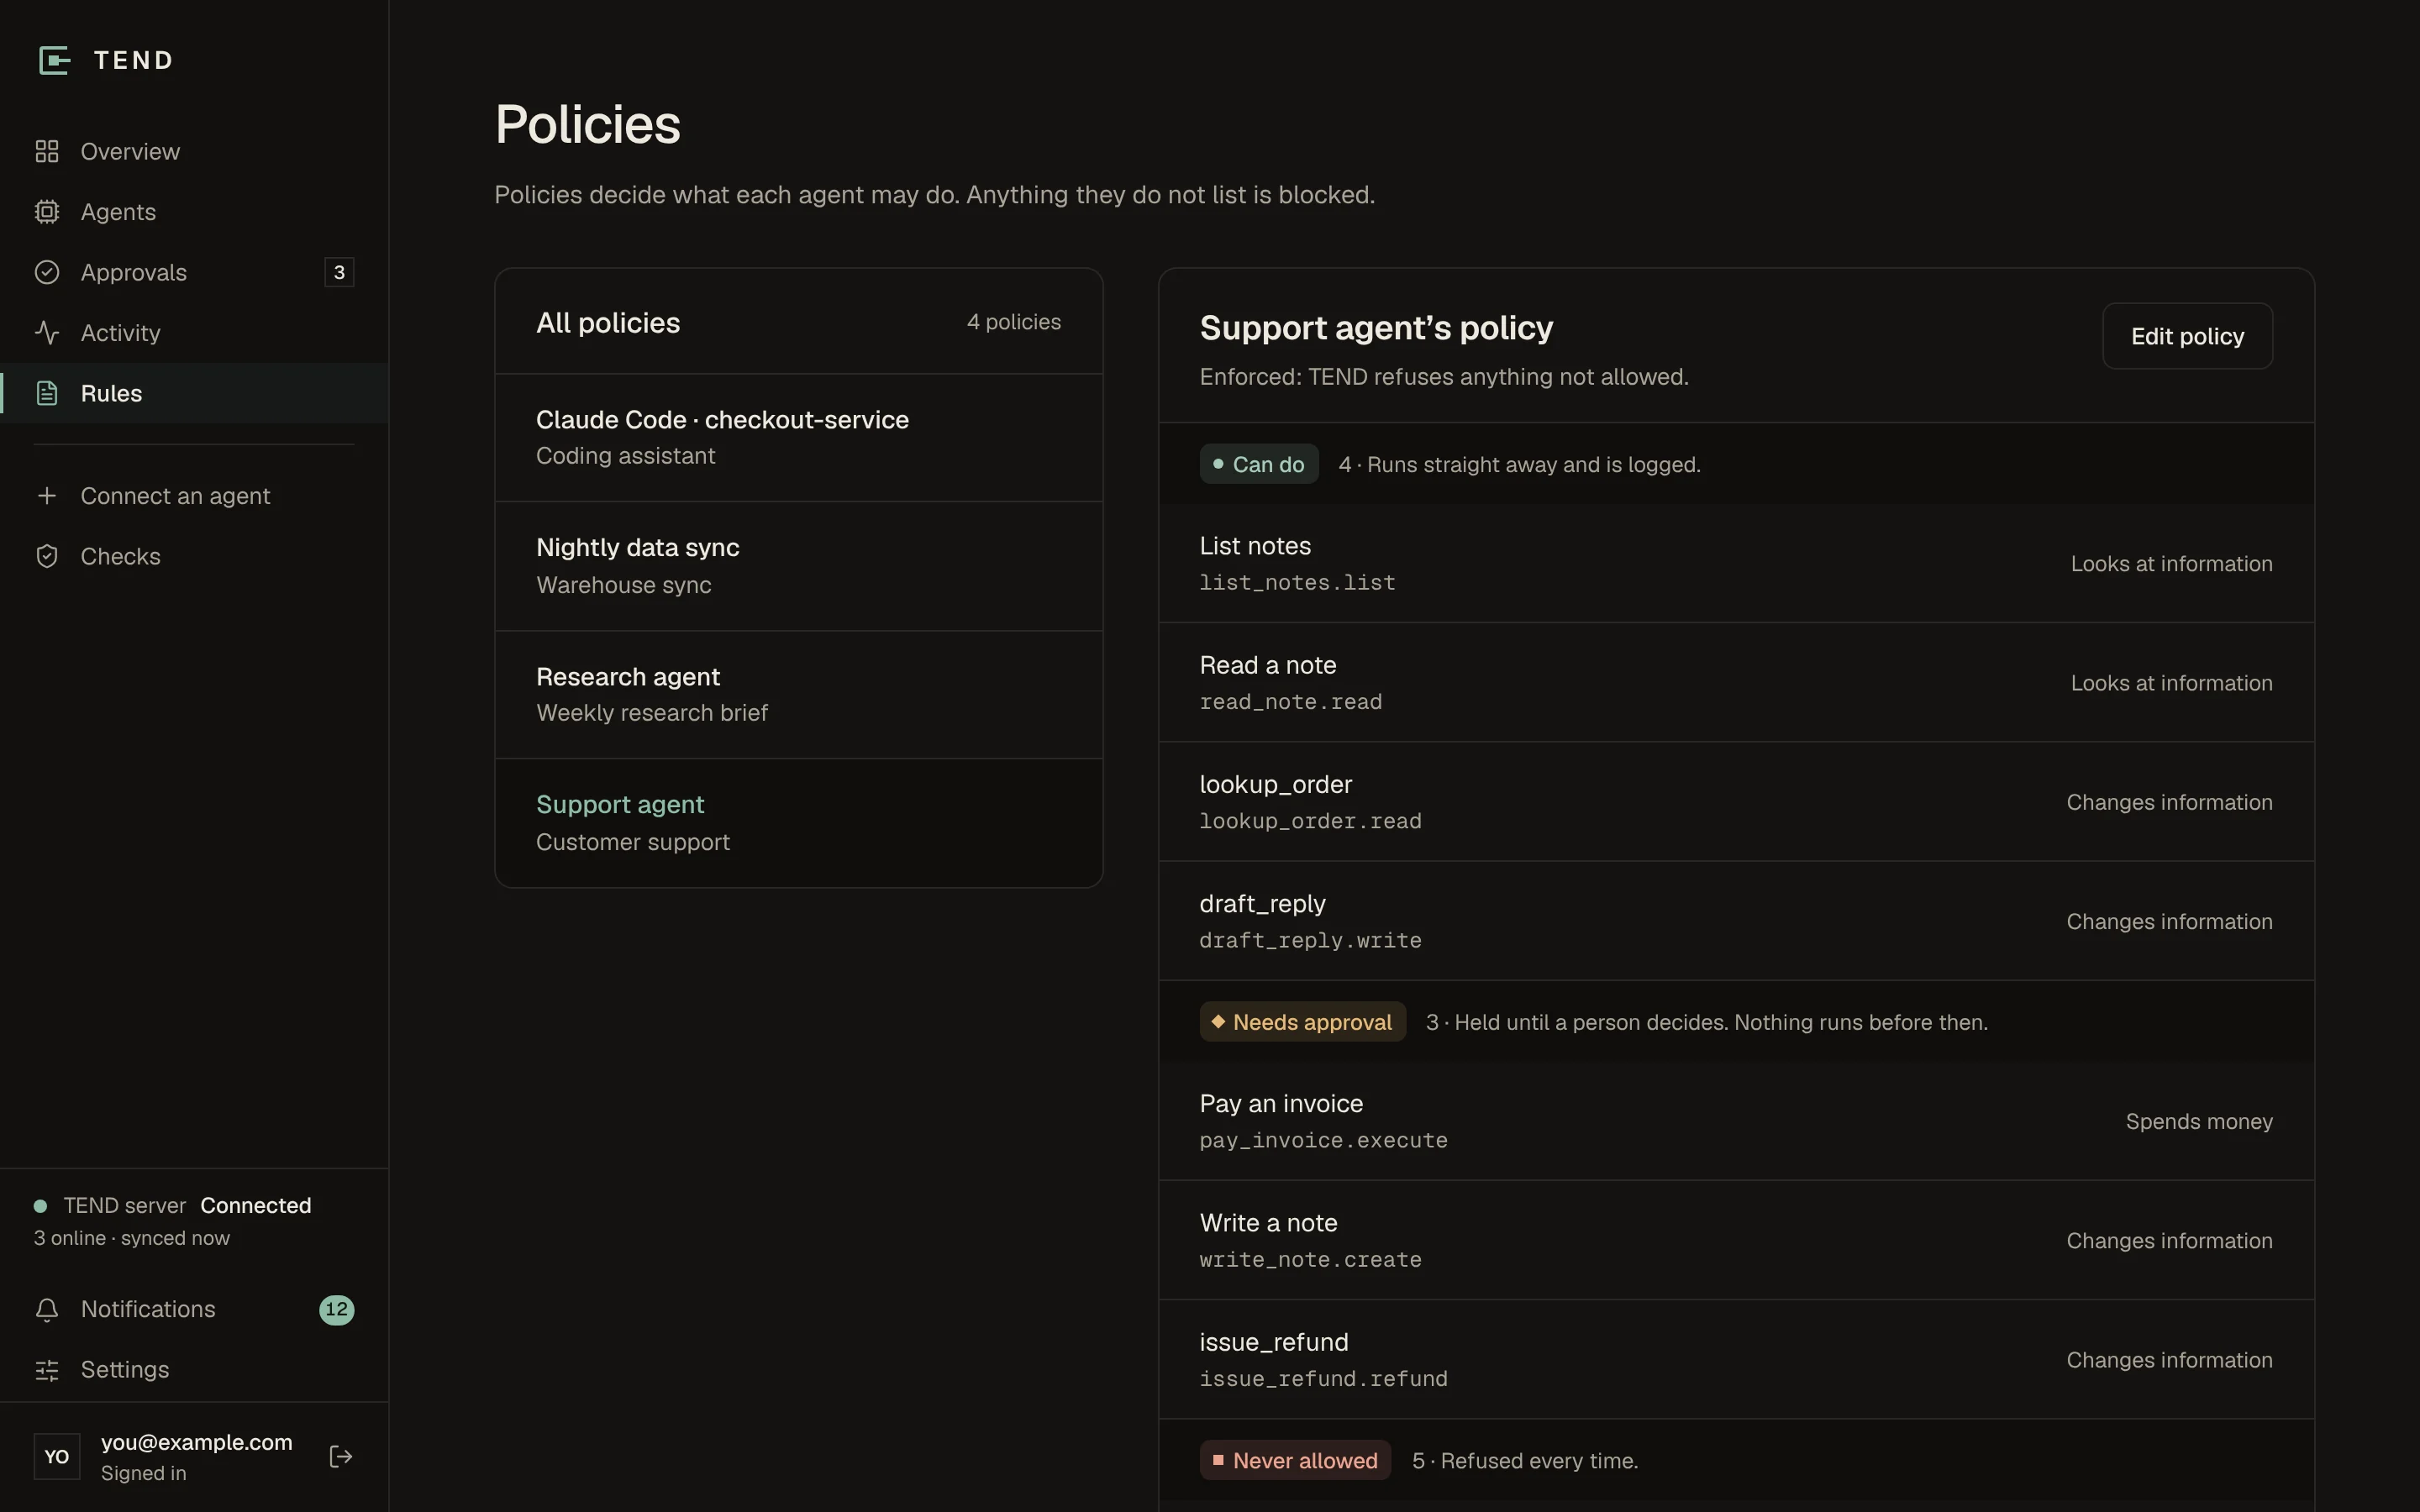 TEND
Overview
Agents
Approvals 3
Activity
Rules
Connect an agent
Checks
TEND server Connected
3 online · synced now
Notifications 12
Settings
YO
you@example.com
Signed in
Policies
Policies decide what each agent may do. Anything they do not list is blocked.
All policies 4 policies
Claude Code · checkout-service
Coding assistant
Nightly data sync
Warehouse sync
Research agent
Weekly research brief
Support agent
Customer support
Support agent’s policy
Enforced: TEND refuses anything not allowed.
Edit policy
Can do 4 · Runs straight away and is logged.
List notes
list_notes.list
Looks at information
Read a note
read_note.read
Looks at information
lookup_order
lookup_order.read
Changes information
draft_reply
draft_reply.write
Changes information
Needs approval 3 · Held until a person decides. Nothing runs before then.
Pay an invoice
pay_invoice.execute
Spends money
Write a note
write_note.create
Changes information
issue_refund
issue_refund.refund
Changes information
Never allowed 5 · Refused every time.